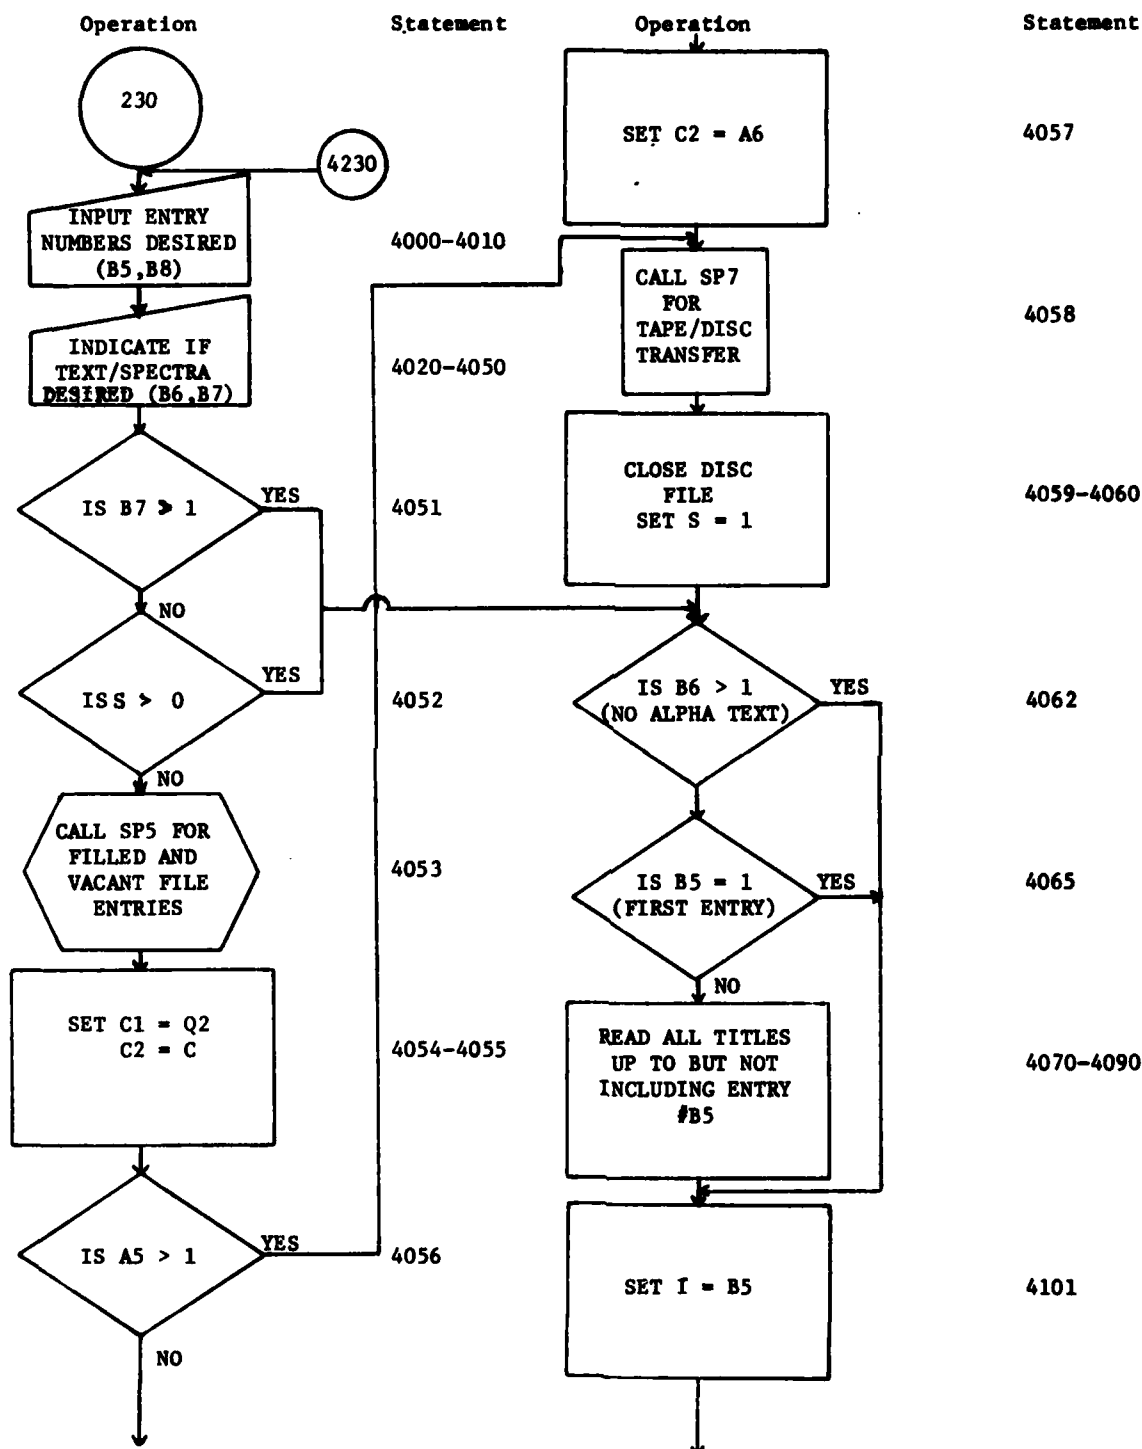 Operation
Statement
230
4230
INPUT ENTRY
NUMBERS DESIRED
(B5,B8)
4000-4010
INDICATE IF
TEXT/SPECTRA
DESIRED (B6,B7)
4020-4050
IS B7 > 1
YES
4051
NO
IS S > 0
YES
4052
NO
CALL SP5 FOR
FILLED AND
VACANT FILE
ENTRIES
4053
SET C1 = Q2
C2 = C
4054-4055
IS A5 > 1
YES
4056
NO
Operation
Statement
SET C2 = A6
4057
CALL SP7
FOR
TAPE/DISC
TRANSFER
4058
CLOSE DISC
FILE
SET S = 1
4059-4060
IS B6 > 1
(NO ALPHA TEXT)
YES
4062
IS B5 = 1
(FIRST ENTRY)
YES
4065
NO
READ ALL TITLES
UP TO BUT NOT
INCLUDING ENTRY
#B5
4070-4090
SET I = B5
4101